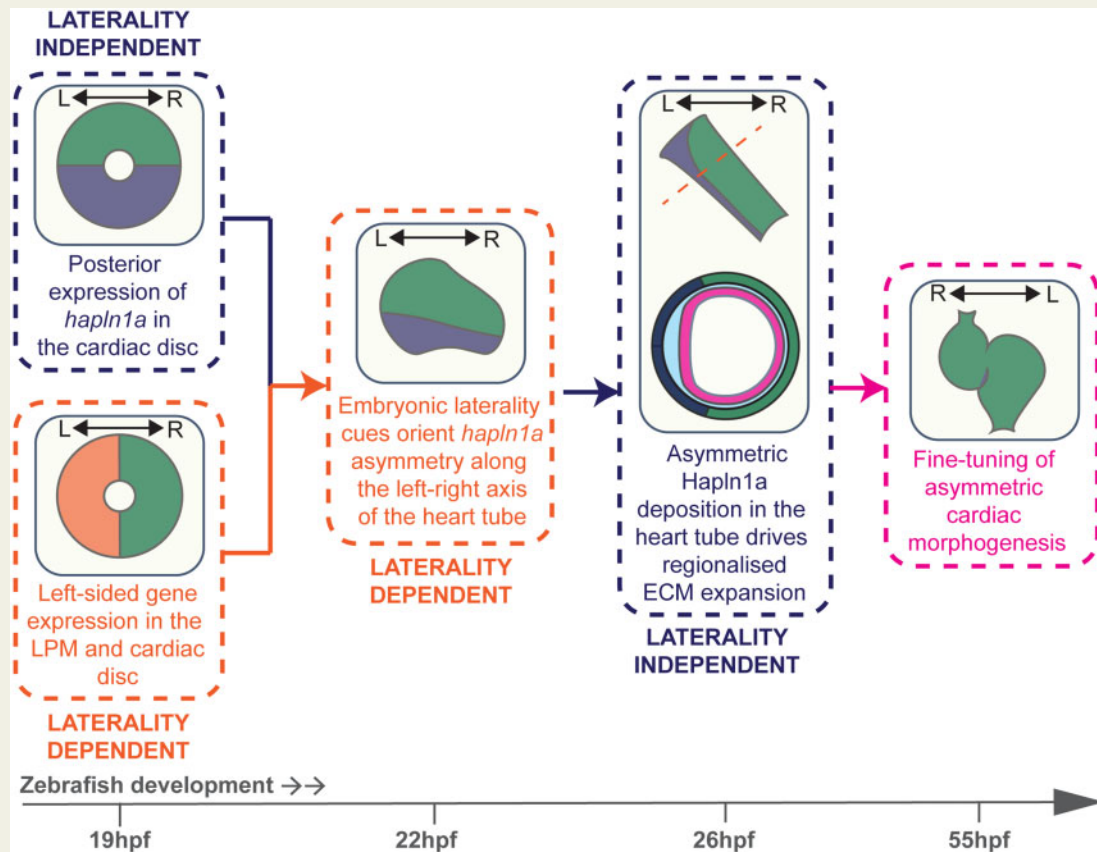 LATERALITY
INDEPENDENT
L R
Posterior
expression of
hapln1a in
the cardiac disc
L R
Left-sided gene
expression in the
LPM and cardiac
disc
LATERALITY
DEPENDENT
L R
Embryonic laterality
cues orient hapln1a
asymmetry along
the left-right axis
of the heart tube
LATERALITY
DEPENDENT
L R
Asymmetric
Hapln1a
deposition in the
heart tube drives
regionalised
ECM expansion
LATERALITY
INDEPENDENT
R L
Fine-tuning of
asymmetric
cardiac
morphogenesis
Zebrafish development →→
19hpf 22hpf 26hpf 55hpf